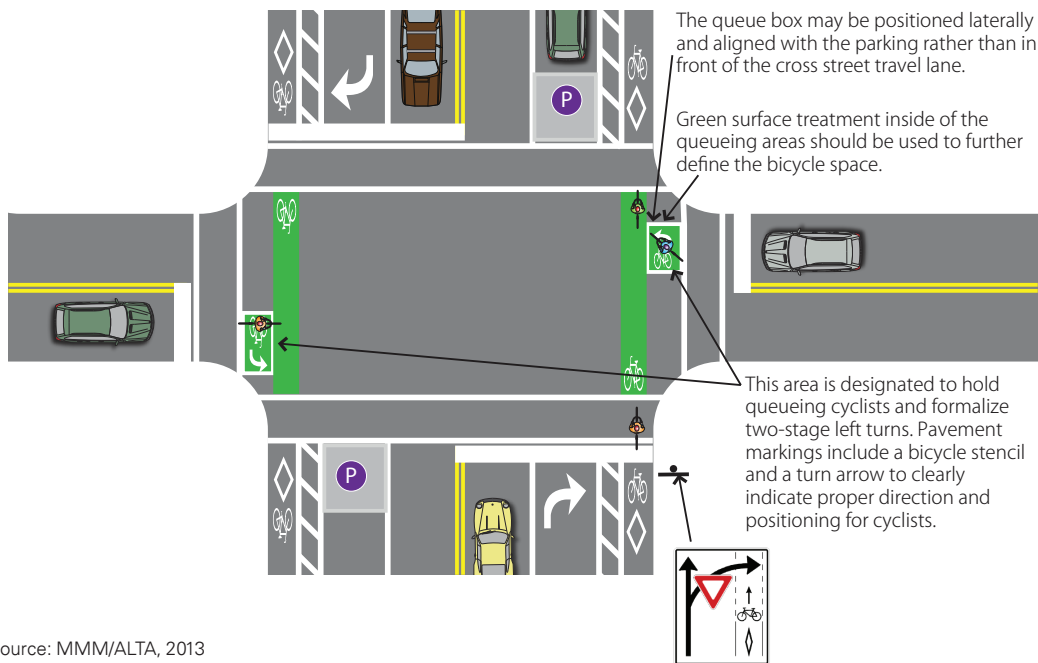 The queue box may be positioned laterally
and aligned with the parking rather than in
front of the cross street travel lane.
P
Green surface treatment inside of the
queueing areas should be used to further
define the bicycle space.
This area is designated to hold
queueing cyclists and formalize
two-stage left turns. Pavement
markings include a bicycle stencil
and a turn arrow to clearly
indicate proper direction and
positioning for cyclists.
P
ource: MMM/ALTA, 2013